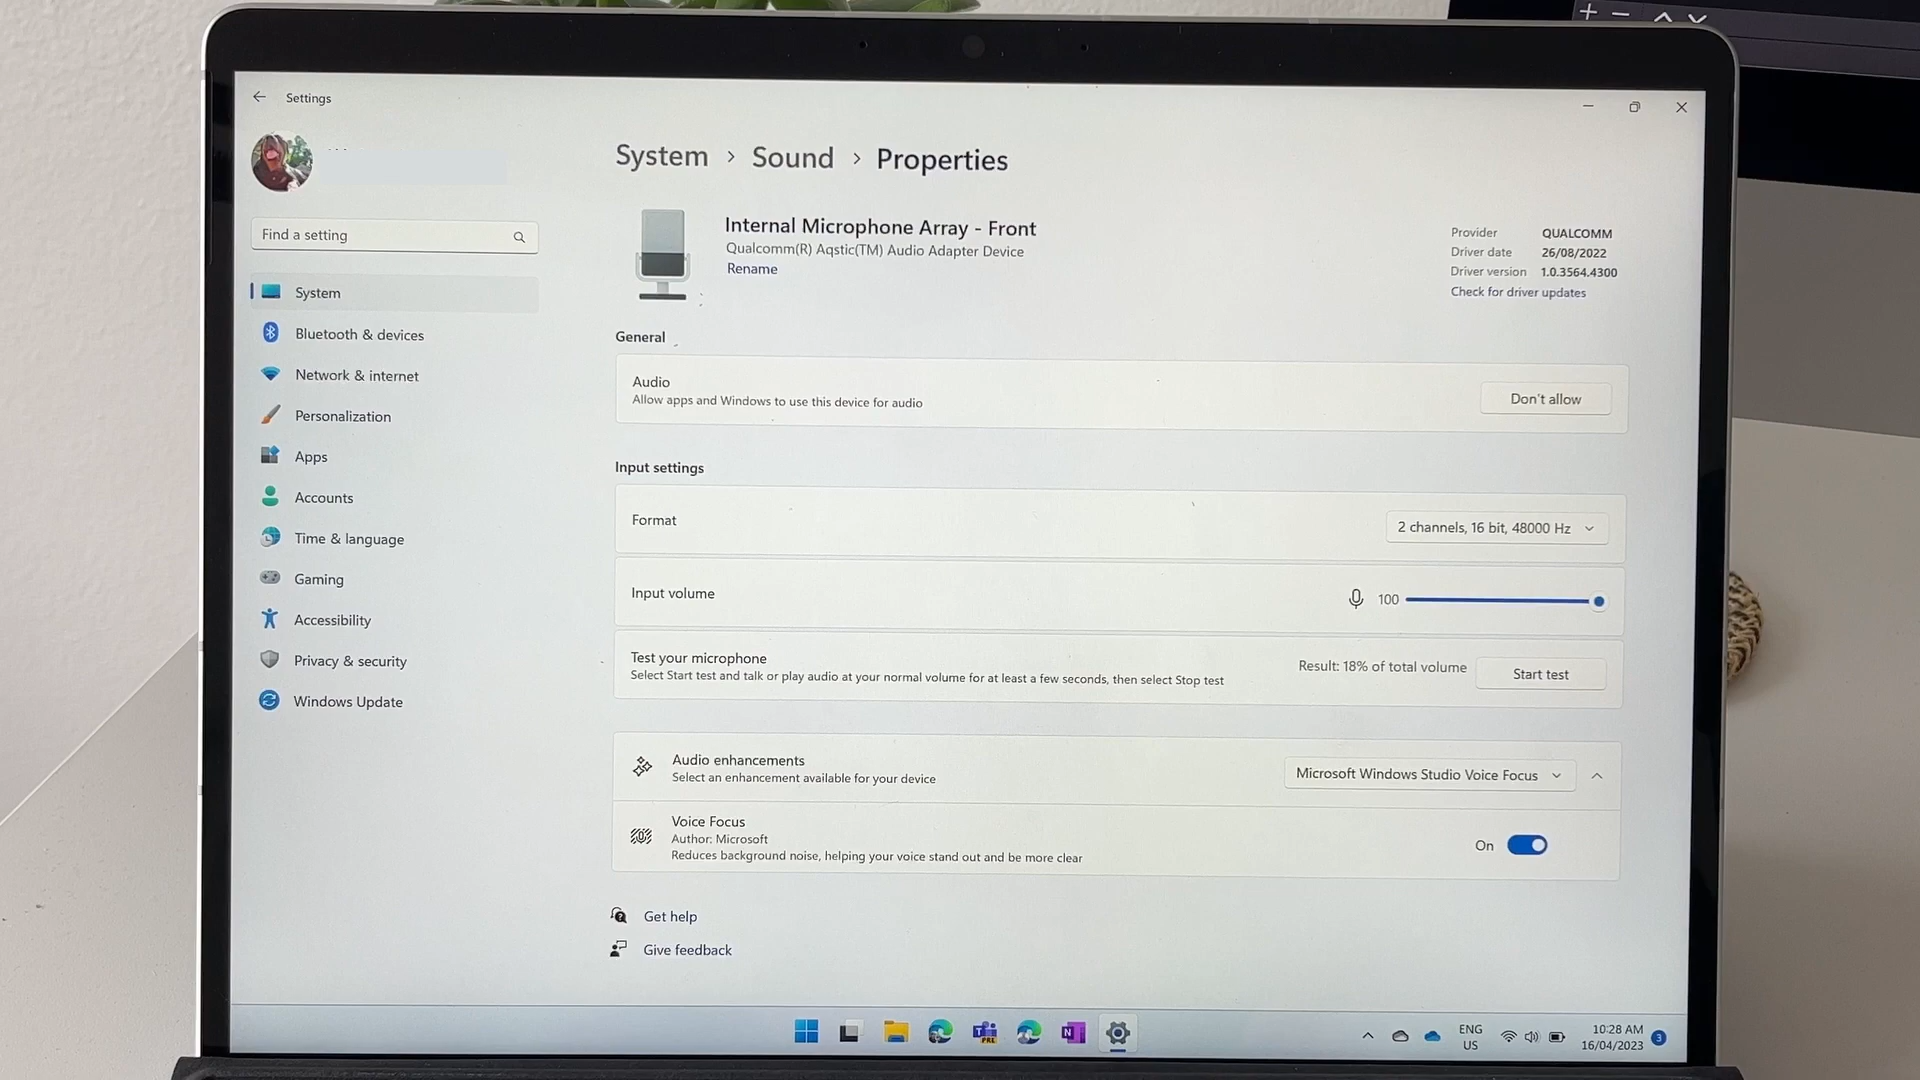 Settings
System > Sound > Properties
Find a setting
System
Bluetooth & devices
Network & internet
Personalization
Apps
Accounts
Time & language
Gaming
Accessibility
Privacy & security
Windows Update
Internal Microphone Array - Front
Qualcomm(R) Aqstic(TM) Audio Adapter Device
Rename
Provider QUALCOMM
Driver date 26/08/2022
Driver version 1.0.3564.4300
Check for driver updates
General
Audio
Allow apps and Windows to use this device for audio
Don't allow
Input settings
Format
2 channels, 16 bit, 48000 Hz
Input volume
100
Test your microphone
Select Start test and talk or play audio at your normal volume for at least a few seconds, then select Stop test
Result: 18% of total volume
Start test
Audio enhancements
Select an enhancement available for your device
Microsoft Windows Studio Voice Focus
Voice Focus
Author: Microsoft
Reduces background noise, helping your voice stand out and be more clear
On
Get help
Give feedback
T
PRE
N
ENG
US
10:28 AM
16/04/2023
3